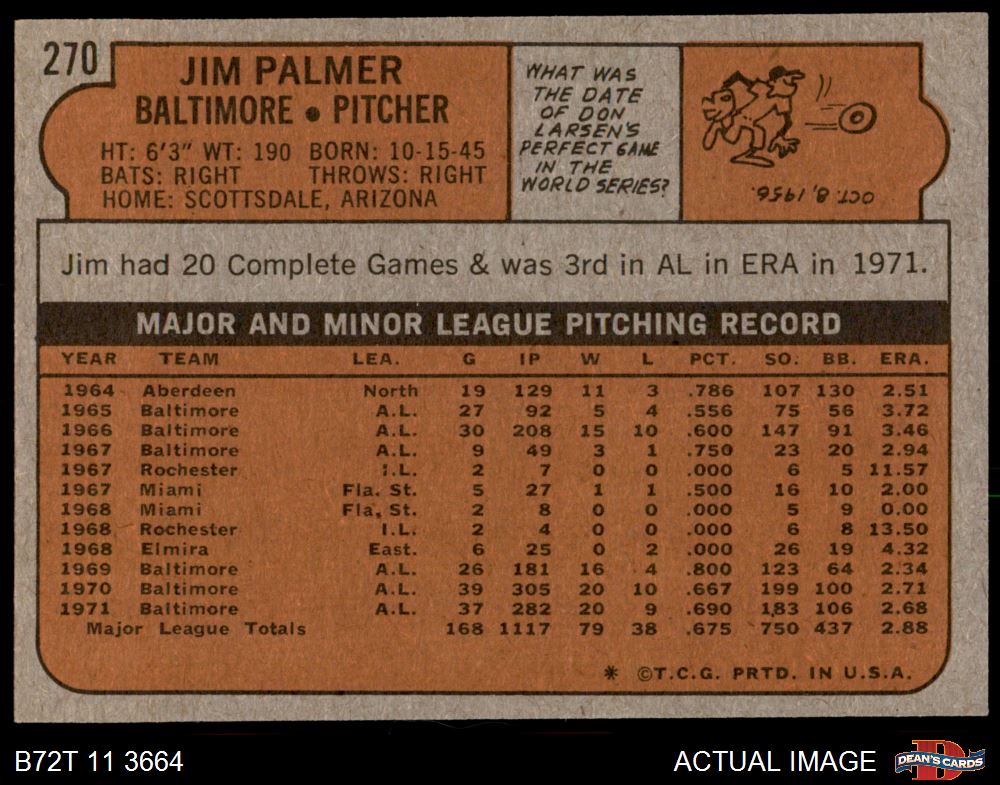 270
JIM PALMER
BALTIMORE • PITCHER
HT: 6'3" WT: 190 BORN: 10-15-45
BATS: RIGHT THROWS: RIGHT
HOME: SCOTTSDALE, ARIZONA
WHAT WAS
THE DATE
OF DON
LARSEN'S
PERFECT GAME
IN THE
WORLD SERIES?
OCT. 8, 1956.
Jim had 20 Complete Games & was 3rd in AL in ERA in 1971.
MAJOR AND MINOR LEAGUE PITCHING RECORD
YEAR TEAM LEA. G IP W L PCT. SO. BB. ERA.
1964 Aberdeen North 19 129 11 3 .786 107 130 2.51
1965 Baltimore A.L. 27 92 5 4 .556 75 56 3.72
1966 Baltimore A.L. 30 208 15 10 .600 147 91 3.46
1967 Baltimore A.L. 9 49 3 1 .750 23 20 2.94
1967 Rochester I.L. 2 7 0 0 .000 6 5 11.57
1967 Miami Fla. St. 5 27 1 1 .500 16 10 2.00
1968 Miami Fla. St. 2 8 0 0 .000 5 9 0.00
1968 Rochester I.L. 2 4 0 0 .000 6 8 13.50
1968 Elmira East. 6 25 0 2 .000 26 19 4.32
1969 Baltimore A.L. 26 181 16 4 .800 123 64 2.34
1970 Baltimore A.L. 39 305 20 10 .667 199 100 2.71
1971 Baltimore A.L. 37 282 20 9 .690 183 106 2.68
Major League Totals 168 1117 79 38 .675 750 437 2.88
* ©T.C.G. PRTD. IN U.S.A.
B72T 11 3664
ACTUAL IMAGE
DEAN'S CARDS